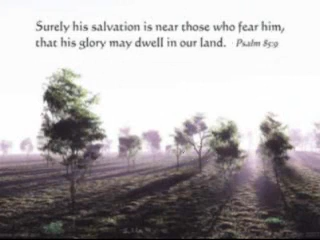 Surely his salvation is near those who fear him,
that his glory may dwell in our land. Psalm 85:9